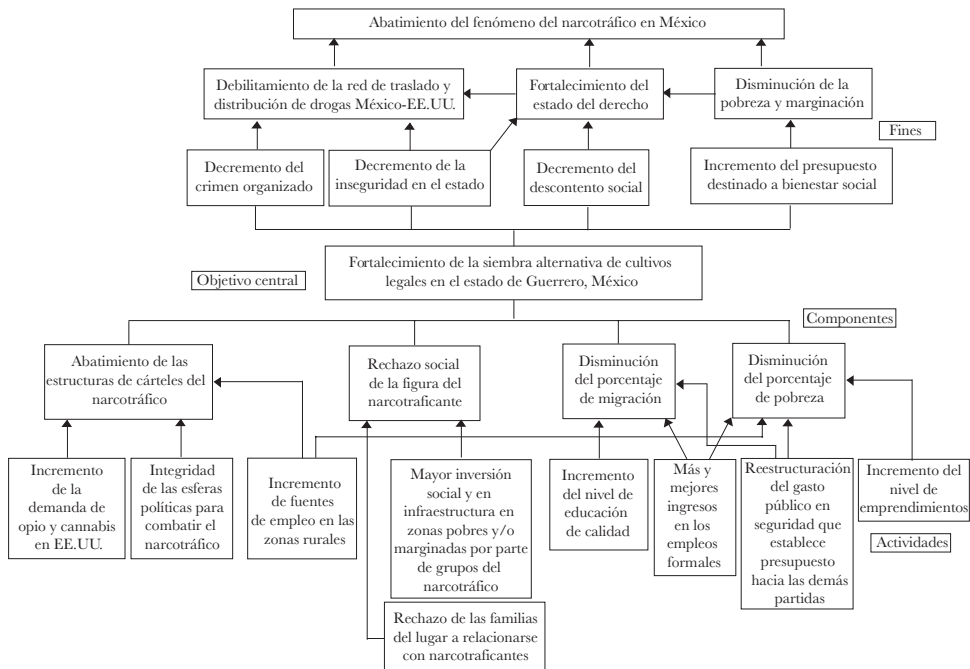 Abatimiento del fenómeno del narcotráfico en México
Debilitamiento de la red de traslado y
distribución de drogas México-EE.UU.
Fortalecimiento del
estado del derecho
Disminución de la
pobreza y marginación
Fines
Decremento del
crimen organizado
Decremento de la
inseguridad en el estado
Decremento del
descontento social
Incremento del presupuesto
destinado a bienestar social
Objetivo central
Fortalecimiento de la siembra alternativa de cultivos
legales en el estado de Guerrero, México
Componentes
Abatimiento de las
estructuras de cárteles del
narcotráfico
Rechazo social
de la figura del
narcotraficante
Disminución
del porcentaje
de migración
Disminución
del porcentaje
de pobreza
Incremento
de la
demanda de
opio y cannabis
en EE.UU.
Integridad
de las esferas
políticas para
combatir el
narcotráfico
Incremento
de fuentes
de empleo en las
zonas rurales
Mayor inversión
social y en
infraestructura en
zonas pobres y/o
marginadas por parte
de grupos del
narcotráfico
Incremento
del nivel de
educación
de calidad
Más y
mejores
ingresos en los
empleos
formales
Reestructuración
del gasto
público en
seguridad que
establece
presupuesto
hacia las demás
partidas
Incremento del
nivel de
emprendimientos
Actividades
Rechazo de las familias
del lugar a relacionarse
con narcotraficantes